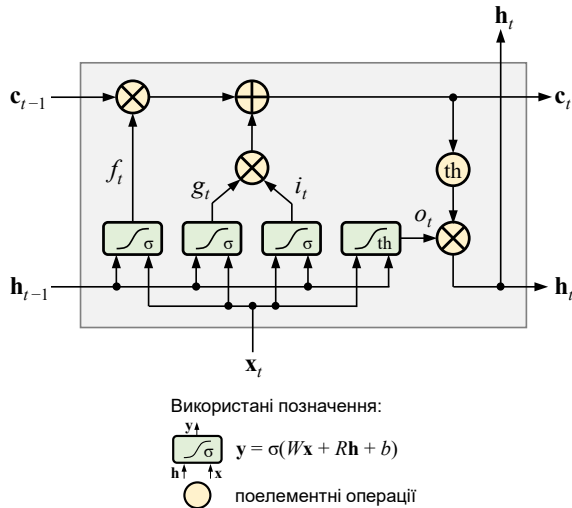 h_t
c_{t−1}
c_t
th
f_t
g_t
i_t
o_t
σ
σ
σ
th
h_{t−1}
h_t
x_t
Використані позначення:
y
σ
y = σ(Wx + Rh + b)
h
x
поелементні операції